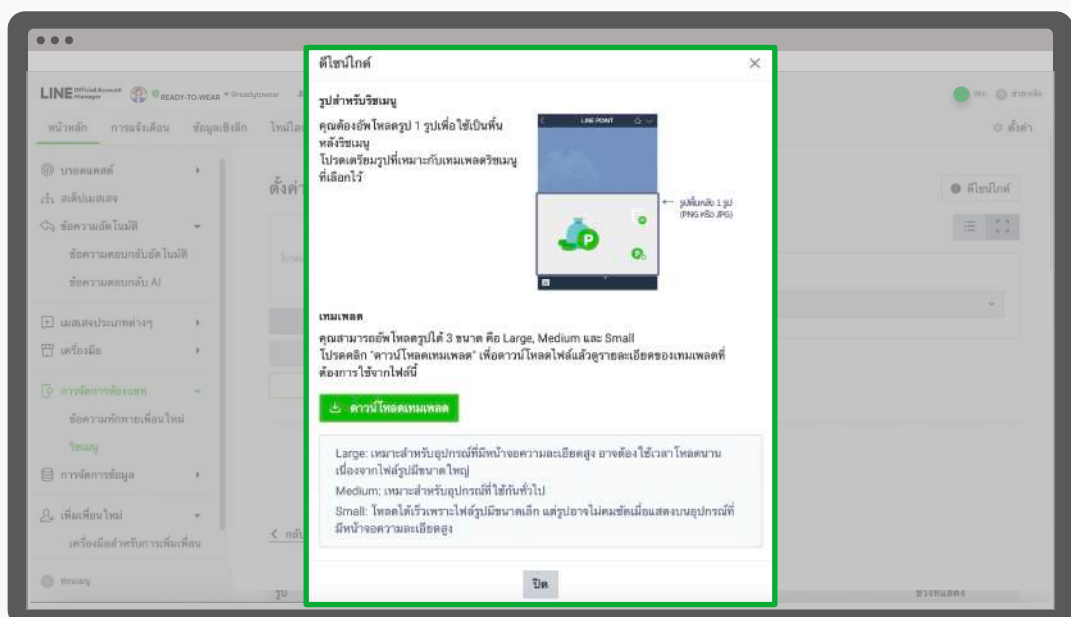 ดีไซน์ไกด์
LINE Official Account Manager
READY-TO-WEAR
@readytowear
หน้าหลัก การแจ้งเตือน ข้อมูลเชิงลึก
ตั้งค่า
บรอดแคสต์
สเต็ปเมสเสจ
ข้อความอัตโนมัติ
ข้อความตอบกลับอัตโนมัติ
ข้อความตอบกลับ AI
เมสเสจประเภทต่างๆ
เครื่องมือ
การจัดการห้องแชท
ข้อความทักทายเพื่อนใหม่
ริชเมนู
การจัดการข้อมูล
เพิ่มเพื่อนใหม่
เครื่องมือสำหรับการเพิ่มเพื่อน
ซ่อนเมนู
รูปสำหรับริชเมนู
คุณต้องอัพโหลดรูป 1 รูปเพื่อใช้เป็นพื้น
หลังริชเมนู
โปรดเตรียมรูปที่เหมาะกับเทมเพลตริชเมนู
ที่เลือกไว้
LINE POINT
รูปพื้นหลัง 1 รูป
(PNG หรือ JPG)
เทมเพลต
คุณสามารถอัพโหลดรูปได้ 3 ขนาด คือ Large, Medium และ Small
โปรดคลิก "ดาวน์โหลดเทมเพลต" เพื่อดาวน์โหลดไฟล์แล้วดูรายละเอียดของเทมเพลตที่
ต้องการใช้จากไฟล์นี้
ดาวน์โหลดเทมเพลต
Large: เหมาะสำหรับอุปกรณ์ที่มีหน้าจอความละเอียดสูง อาจต้องใช้เวลาโหลดนาน
เนื่องจากไฟล์รูปมีขนาดใหญ่
Medium: เหมาะสำหรับอุปกรณ์ที่ใช้กันทั่วไป
Small: โหลดได้เร็วเพราะไฟล์รูปมีขนาดเล็ก แต่รูปอาจไม่คมชัดเมื่อแสดงบนอุปกรณ์ที่
มีหน้าจอความละเอียดสูง
ปิด
ตั้งค่า
ดีไซน์ไกด์
รูป